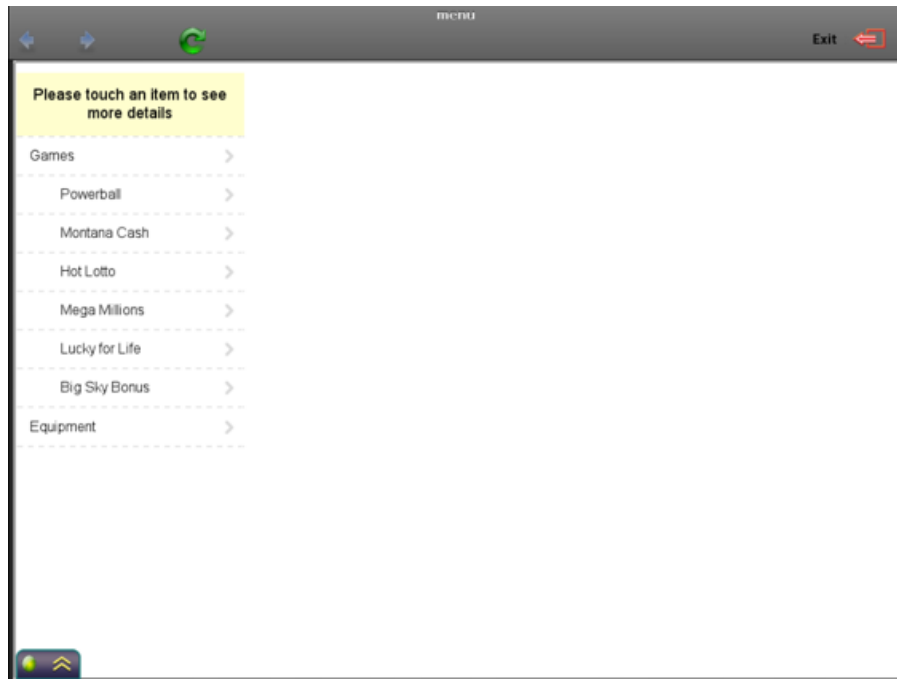 menu
Exit
Please touch an item to see
more details
Games
Powerball
Montana Cash
Hot Lotto
Mega Millions
Lucky for Life
Big Sky Bonus
Equipment